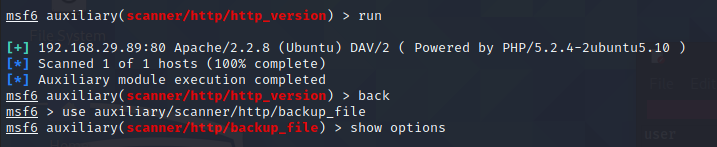 msf6 auxiliary(scanner/http/http_version) > run
[+] 192.168.29.89:80 Apache/2.2.8 (Ubuntu) DAV/2 ( Powered by PHP/5.2.4-2ubuntu5.10 )
[*] Scanned 1 of 1 hosts (100% complete)
[*] Auxiliary module execution completed
msf6 auxiliary(scanner/http/http_version) > back
msf6 > use auxiliary/scanner/http/backup_file
msf6 auxiliary(scanner/http/backup_file) > show options